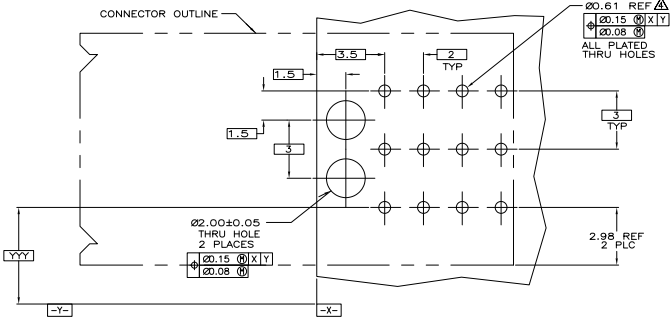 CONNECTOR OUTLINE
Ø0.61 REF 4
⌖ Ø0.15 Ⓜ X Y
Ø0.08 Ⓜ
ALL PLATED
THRU HOLES
3.5
2
TYP
1.5
1.5
3
3
TYP
Ø2.00±0.05
THRU HOLE
2 PLACES
⌖ Ø0.15 Ⓜ X Y
Ø0.08 Ⓜ
2.98 REF
2 PLC
YYY
-Y-
-X-